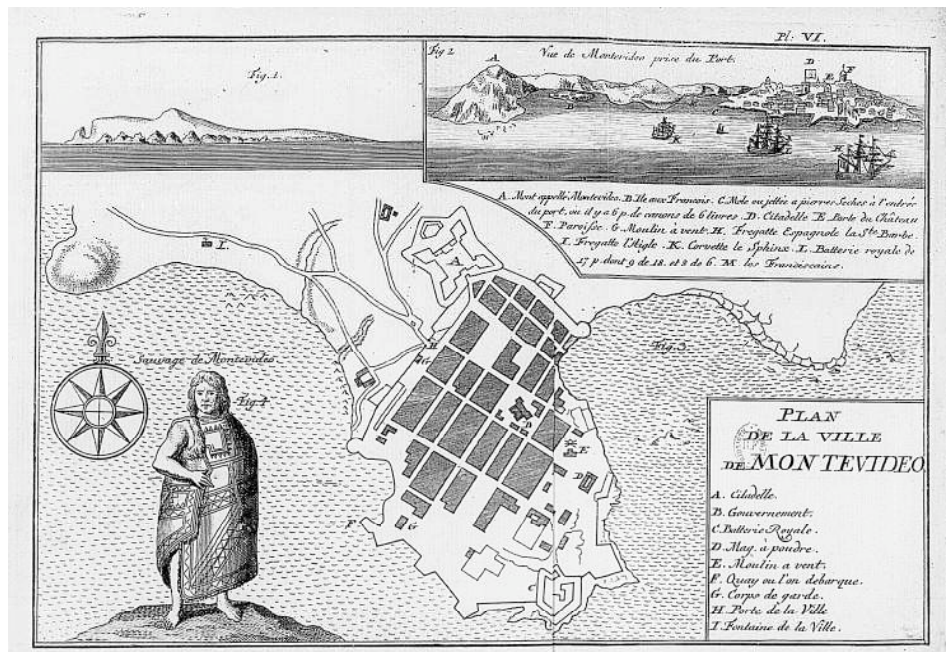 Pl. VI.
Fig. 1.
Fig 2
Vue de Montevideo prise du Port.
A
B
C
D
E
F
K
H
A. Mont appellé Montevideo. B. Ile aux Francois. C. Mole ou jettée a pierres Seches à l'entrée
du port, ou il y a 6 p. de canons de 6 livres. D. Citadelle E. Porte du Château
F. Paroisse. G. Moulin à vent. H. Fregatte Espagnole la Ste. Barbe.
I. Fregatte l'Aigle. K. Corvette le Sphinx. L. Batterie royale de
17 p. dont 9 de 18. et 8 de 6. M. les Franciscains.
I.
A
H
G
Fig. 3
Sauvage de Montevideo.
Fig. 4
B
E
D
F
G
C
PLAN
DE LA VILLE
DE MONTEVIDEO
A. Citadelle.
B. Gouvernement.
C. Batterie Royale.
D. Mag. à poudre.
E. Moulin a vent.
F. Quay ou l'on debarque.
G. Corps de garde.
H. Porte de la Ville
I. Fontaine de la Ville.